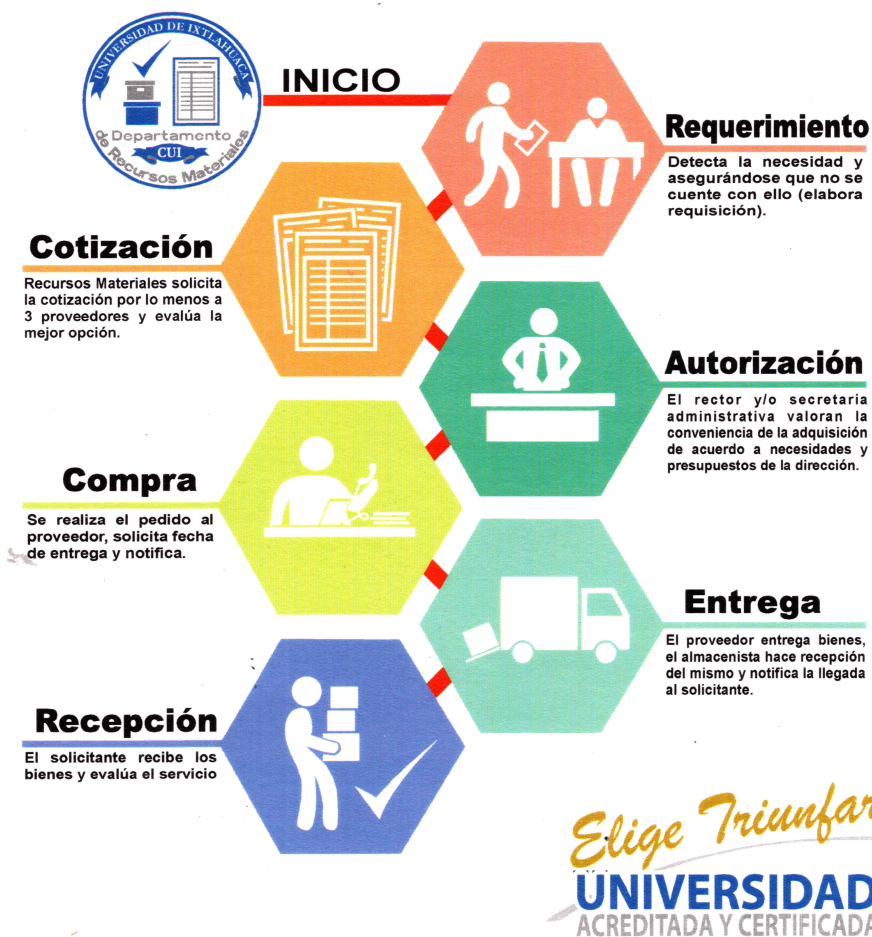 UNIVERSIDAD DE IXTLAHUACA
Departamento
CUI
de Recursos Materiales
INICIO
Requerimiento
Detecta la necesidad y
asegurándose que no se
cuente con ello (elabora
requisición).
Cotización
Recursos Materiales solicita
la cotización por lo menos a
3 proveedores y evalúa la
mejor opción.
Autorización
El rector y/o secretaria
administrativa valoran la
conveniencia de la adquisición
de acuerdo a necesidades y
presupuestos de la dirección.
Compra
Se realiza el pedido al
proveedor, solicita fecha
de entrega y notifica.
Entrega
El proveedor entrega bienes,
el almacenista hace recepción
del mismo y notifica la llegada
al solicitante.
Recepción
El solicitante recibe los
bienes y evalúa el servicio
Elige Triunfar
UNIVERSIDAD
ACREDITADA Y CERTIFICADA